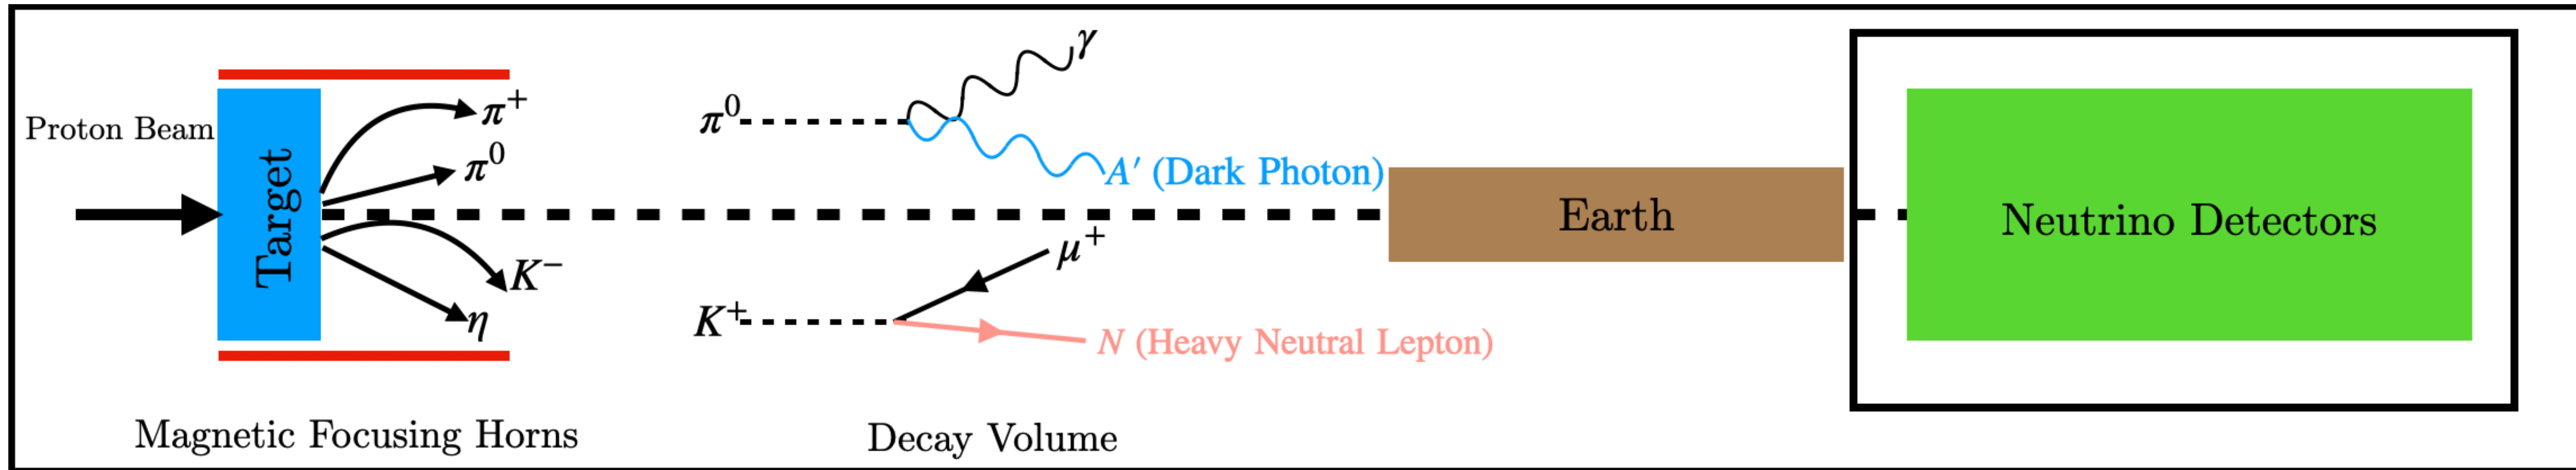 Proton Beam
Target
π⁺
π⁰
K⁻
η
Magnetic Focusing Horns
π⁰
γ
A′ (Dark Photon)
K⁺
μ⁺
N (Heavy Neutral Lepton)
Decay Volume
Earth
Neutrino Detectors